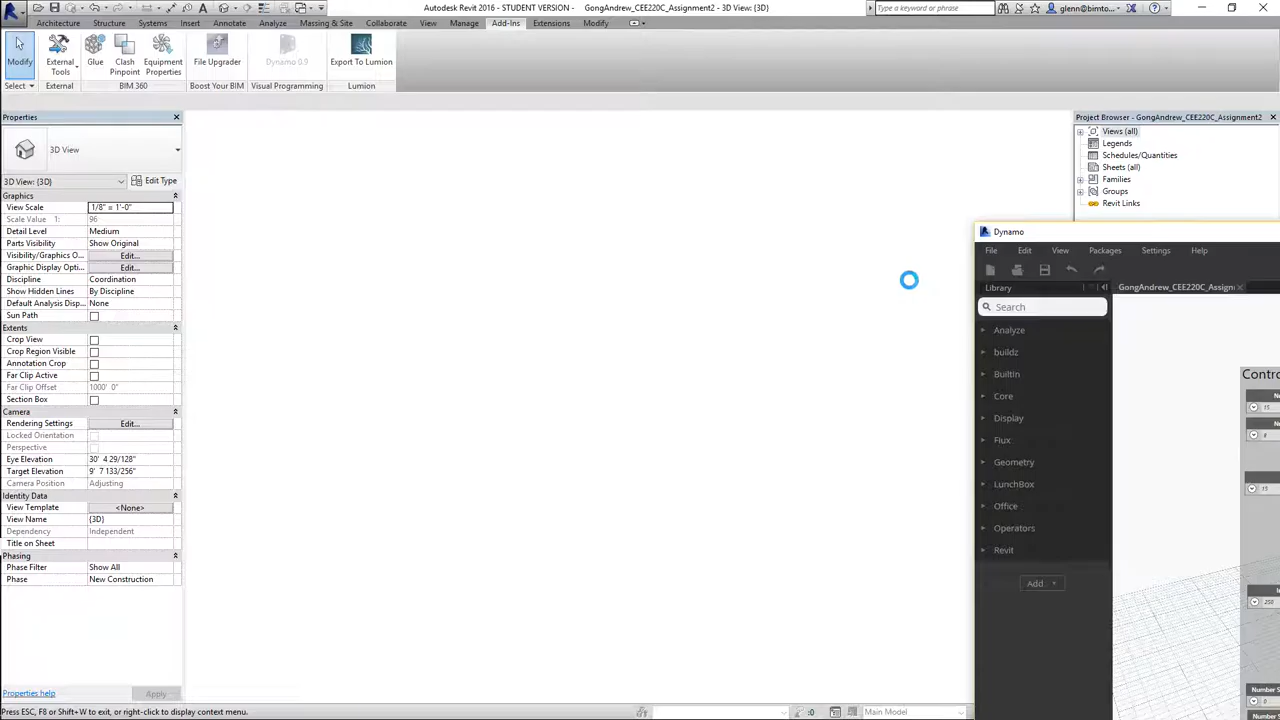 Autodesk Revit 2016 - STUDENT VERSION - GongAndrew_CEE220C_Assignment2 - 3D View: {3D}
Type a keyword or phrase
glenn@bimto...
Architecture Structure Systems Insert Annotate Analyze Massing & Site Collaborate View Manage Add-Ins Extensions Modify
Modify
External
Tools
Glue
Clash
Pinpoint
Equipment
Properties
File Upgrader
Dynamo 0.9
Export To Lumion
Select External BIM 360 Boost Your BIM Visual Programming Lumion
Properties
3D View
3D View: {3D}
Edit Type
Graphics
View Scale 1/8" = 1'-0"
Scale Value 1: 96
Detail Level Medium
Parts Visibility Show Original
Visibility/Graphics O... Edit...
Graphic Display Opti... Edit...
Discipline Coordination
Show Hidden Lines By Discipline
Default Analysis Disp... None
Sun Path
Extents
Crop View
Crop Region Visible
Annotation Crop
Far Clip Active
Far Clip Offset 1000' 0"
Section Box
Camera
Rendering Settings Edit...
Locked Orientation
Perspective
Eye Elevation 30' 4 29/128"
Target Elevation 9' 7 133/256"
Camera Position Adjusting
Identity Data
View Template <None>
View Name {3D}
Dependency Independent
Title on Sheet
Phasing
Phase Filter Show All
Phase New Construction
Properties help
Apply
Press ESC, F8 or Shift+W to exit, or right-click to display context menu.
:0
Main Model
Project Browser - GongAndrew_CEE220C_Assignment2
Views (all)
Legends
Schedules/Quantities
Sheets (all)
Families
Groups
Revit Links
Dynamo
File Edit View Packages Settings Help
Library
GongAndrew_CEE220C_Assign
Search
Analyze
buildz
BuiltIn
Core
Display
Flux
Geometry
LunchBox
Office
Operators
Revit
Add
Contro
15
8
15
250
Number S
0
Number S